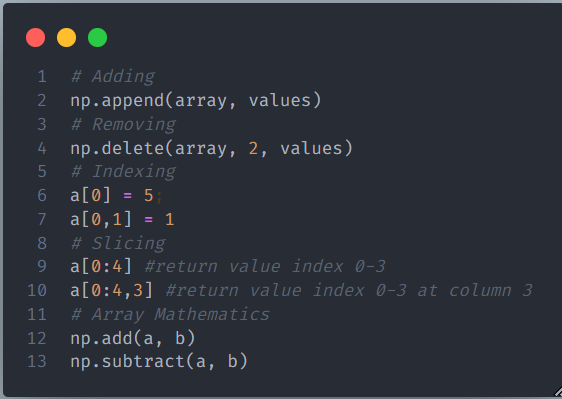 1 # Adding
2 np.append(array, values)
3 # Removing
4 np.delete(array, 2, values)
5 # Indexing
6 a[0] = 5;
7 a[0,1] = 1
8 # Slicing
9 a[0:4] #return value index 0-3
10 a[0:4,3] #return value index 0-3 at column 3
11 # Array Mathematics
12 np.add(a, b)
13 np.subtract(a, b)